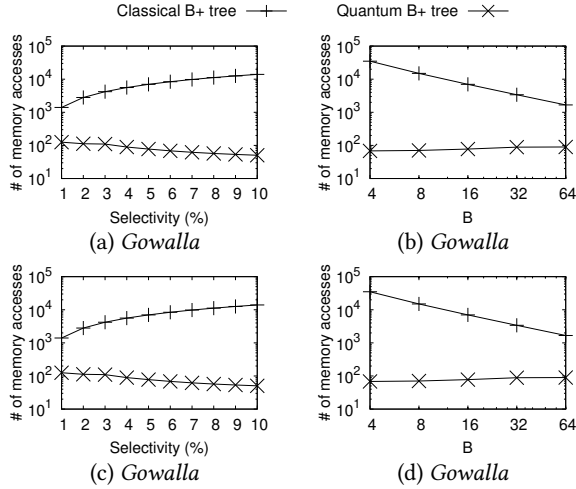 Classical B+ tree Quantum B+ tree
# of memory accesses
10^5
10^4
10^3
10^2
10^1
1 2 3 4 5 6 7 8 9 10
Selectivity (%)
(a) Gowalla
# of memory accesses
10^5
10^4
10^3
10^2
10^1
4 8 16 32 64
B
(b) Gowalla
# of memory accesses
10^5
10^4
10^3
10^2
10^1
1 2 3 4 5 6 7 8 9 10
Selectivity (%)
(c) Gowalla
# of memory accesses
10^5
10^4
10^3
10^2
10^1
4 8 16 32 64
B
(d) Gowalla